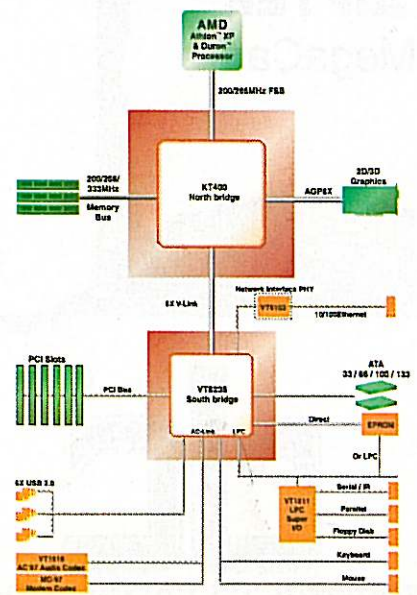 AMD
Athlon™ XP
& Duron™
Processor
200/266MHz FSB
200/266/
333MHz
Memory
Bus
KT400
North bridge
AGP8X
2D/3D
Graphics
8X V-Link
Network Interface PHY
VT6103
10/100Ethernet
PCI Slots
PCI Bus
VT8235
South bridge
AC-Link
LPC
ATA
33 / 66 / 100 / 133
Direct
EPROM
Or LPC
6X USB 2.0
VT1616
AC'97 Audio Codec
MC-97
Modem Codec
VT1211
LPC
Super
I/O
Serial / IR
Parallel
Floppy Disk
Keyboard
Mouse